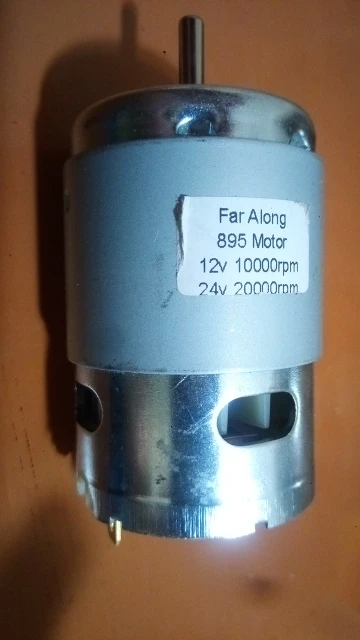 Far Along
895 Motor
12v 10000rpm
24v 20000rpm